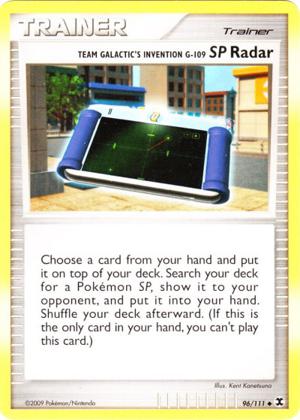 TRAINER
Trainer
TEAM GALACTIC'S INVENTION G-109 SP Radar
Choose a card from your hand and put
it on top of your deck. Search your deck
for a Pokémon SP, show it to your
opponent, and put it into your hand.
Shuffle your deck afterward. (If this is
the only card in your hand, you can't play
this card.)
Illus. Kent Kanetsuna
©2009 Pokémon/Nintendo
96/111